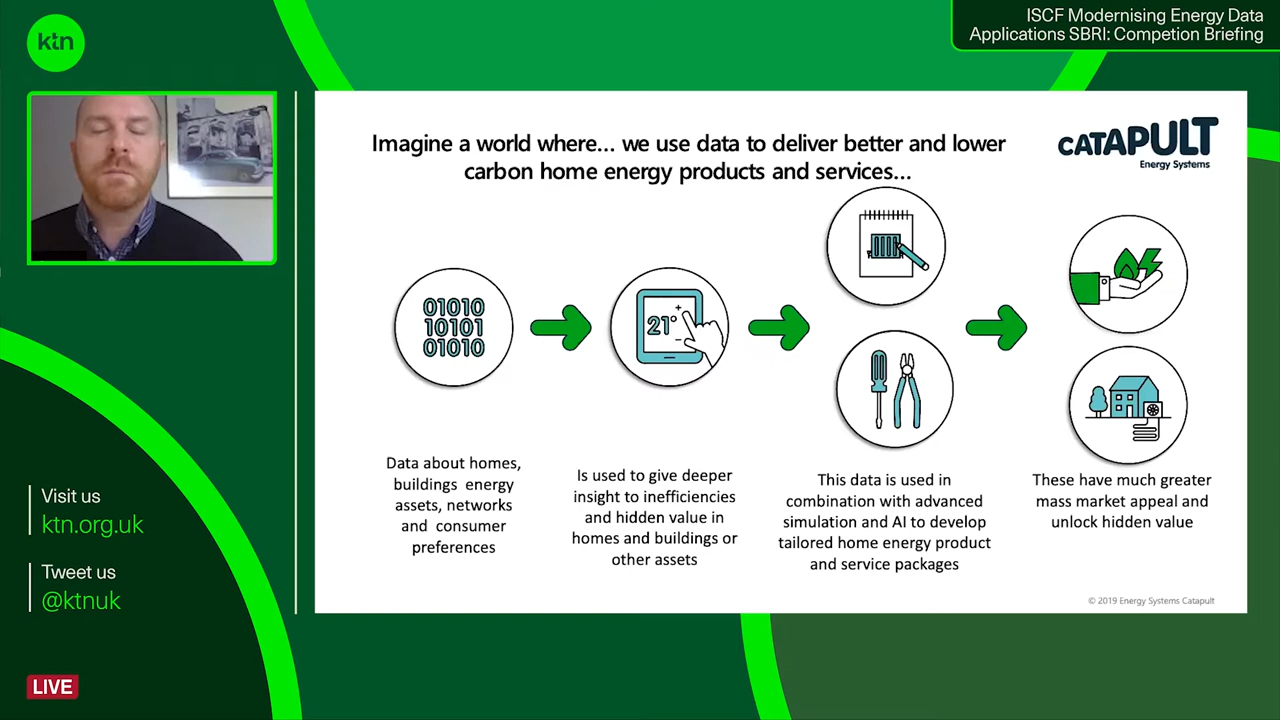 ktn
ISCF Modernising Energy Data
Applications SBRI: Competion Briefing
Imagine a world where... we use data to deliver better and lower
carbon home energy products and services...
CATAPULT
Energy Systems
01010
10101
01010
21°
+
-
Data about homes,
buildings energy
assets, networks
and consumer
preferences
Is used to give deeper
insight to inefficiencies
and hidden value in
homes and buildings or
other assets
This data is used in
combination with advanced
simulation and AI to develop
tailored home energy product
and service packages
These have much greater
mass market appeal and
unlock hidden value
© 2019 Energy Systems Catapult
Visit us
ktn.org.uk
Tweet us
@ktnuk
LIVE